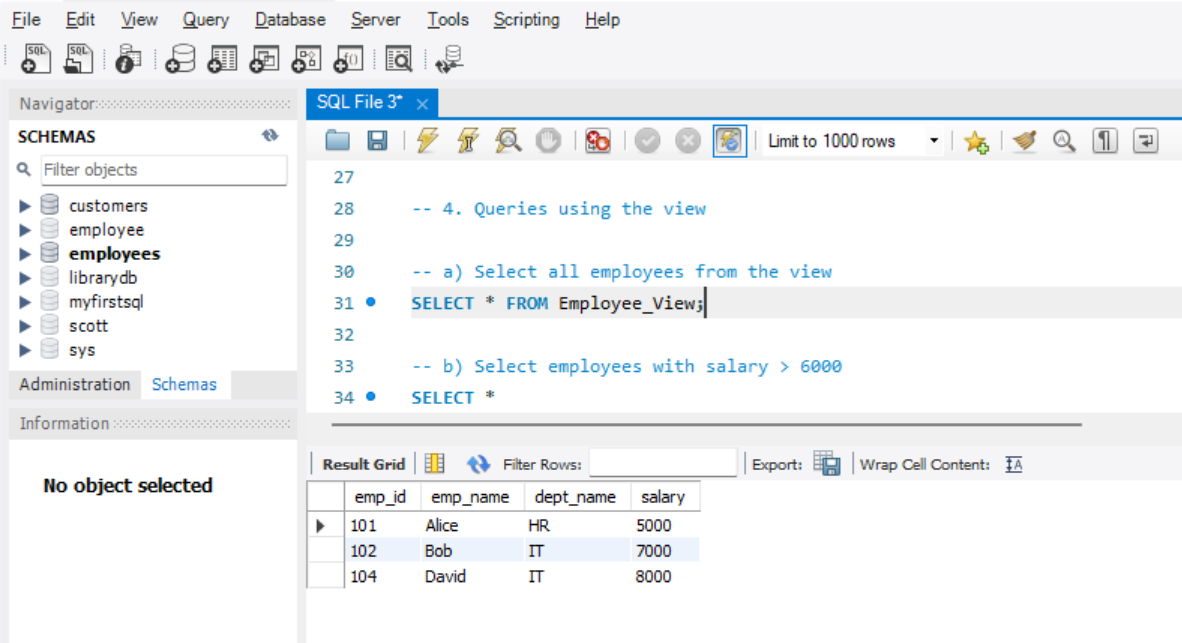 File Edit View Query Database Server Tools Scripting Help
SQL SQL
Navigator
SCHEMAS
Filter objects
customers
employee
employees
librarydb
myfirstsql
scott
sys
Administration Schemas
Information
No object selected
SQL File 3*
Limit to 1000 rows
27
28 -- 4. Queries using the view
29
30 -- a) Select all employees from the view
31 SELECT * FROM Employee_View;
32
33 -- b) Select employees with salary > 6000
34 SELECT *
Result Grid Filter Rows: Export: Wrap Cell Content:
emp_id emp_name dept_name salary
101 Alice HR 5000
102 Bob IT 7000
104 David IT 8000